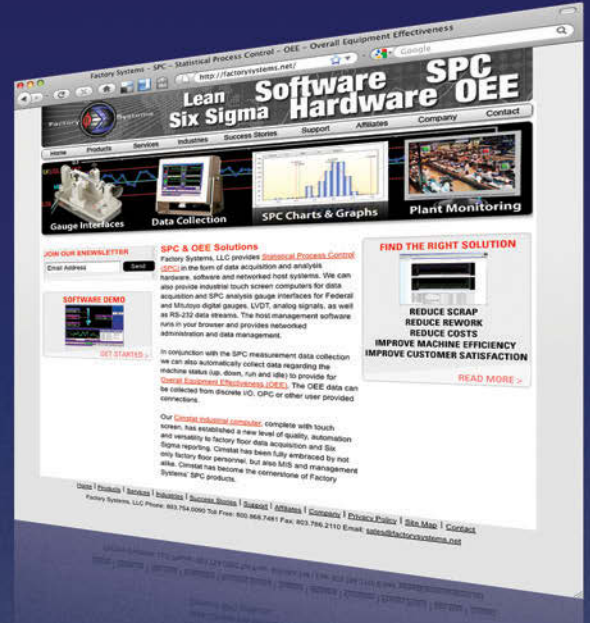 Factory Systems - SPC - Statistical Process Control - OEE - Overall Equipment Effectiveness
http://factorysystems.net/
Google
Factory Systems
Lean Software SPC
Six Sigma Hardware OEE
Home Products Services Industries Success Stories Support Affiliates Company Contact
Gauge Interfaces
Data Collection
SPC Charts & Graphs
Plant Monitoring
JOIN OUR ENEWSLETTER
Email Address Send
SOFTWARE DEMO
GET STARTED >
SPC & OEE Solutions
Factory Systems, LLC provides Statistical Process Control
(SPC) in the form of data acquisition and analysis
hardware, software and networked host systems. We can
also provide industrial touch screen computers for data
acquisition and SPC analysis gauge interfaces for Federal
and Mitutoyo digital gauges, LVDT, analog signals, as well
as RS-232 data streams. The host management software
runs in your browser and provides networked
administration and data management.
In conjunction with the SPC measurement data collection
we can also automatically collect data regarding the
machine status (up, down, run and idle) to provide for
Overall Equipment Effectiveness (OEE). The OEE data can
be collected from discrete I/O, OPC or other user provided
connections.
Our Cimstat industrial computer, complete with touch
screen, has established a new level of quality, automation
and versatility to factory floor data acquisition and Six
Sigma reporting. Cimstat has been fully embraced by not
only factory floor personnel, but also MIS and management
alike. Cimstat has become the cornerstone of Factory
Systems' SPC products.
FIND THE RIGHT SOLUTION
REDUCE SCRAP
REDUCE REWORK
REDUCE COSTS
IMPROVE MACHINE EFFICIENCY
IMPROVE CUSTOMER SATISFACTION
READ MORE >
Home | Products | Services | Industries | Success Stories | Support | Affiliates | Company | Privacy Policy | Site Map | Contact
Factory Systems, LLC Phone: 803.754.0090 Toll Free: 800.968.7461 Fax: 803.786.2110 Email: sales@factorysystems.net